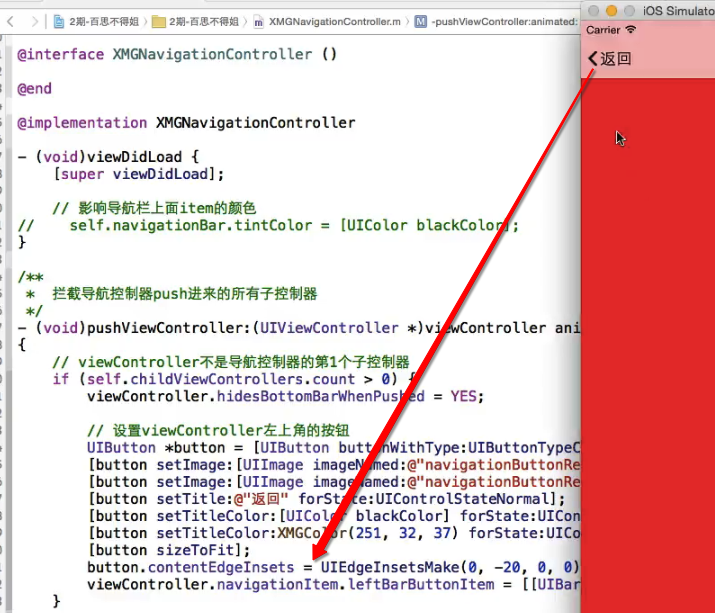 2期-百思不得姐 〉 2期-百思不得姐 〉 XMGNavigationController.m 〉 M -pushViewController:animated:
iOS Simulato
Carrier
返回
@interface XMGNavigationController ()
@end
@implementation XMGNavigationController
- (void)viewDidLoad {
[super viewDidLoad];
// 影响导航栏上面item的颜色
// self.navigationBar.tintColor = [UIColor blackColor];
}
/**
* 拦截导航控制器push进来的所有子控制器
*/
- (void)pushViewController:(UIViewController *)viewController ani
{
// viewController不是导航控制器的第1个子控制器
if (self.childViewControllers.count > 0) {
viewController.hidesBottomBarWhenPushed = YES;
// 设置viewController左上角的按钮
UIButton *button = [UIButton buttonWithType:UIButtonTypeC
[button setImage:[UIImage imageNamed:@"navigationButtonRe
[button setImage:[UIImage imageNamed:@"navigationButtonRe
[button setTitle:@"返回" forState:UIControlStateNormal];
[button setTitleColor:[UIColor blackColor] forState:UICon
[button setTitleColor:XMGColor(251, 32, 37) forState:UICo
[button sizeToFit];
button.contentEdgeInsets = UIEdgeInsetsMake(0, -20, 0, 0)
viewController.navigationItem.leftBarButtonItem = [[UIBar
}